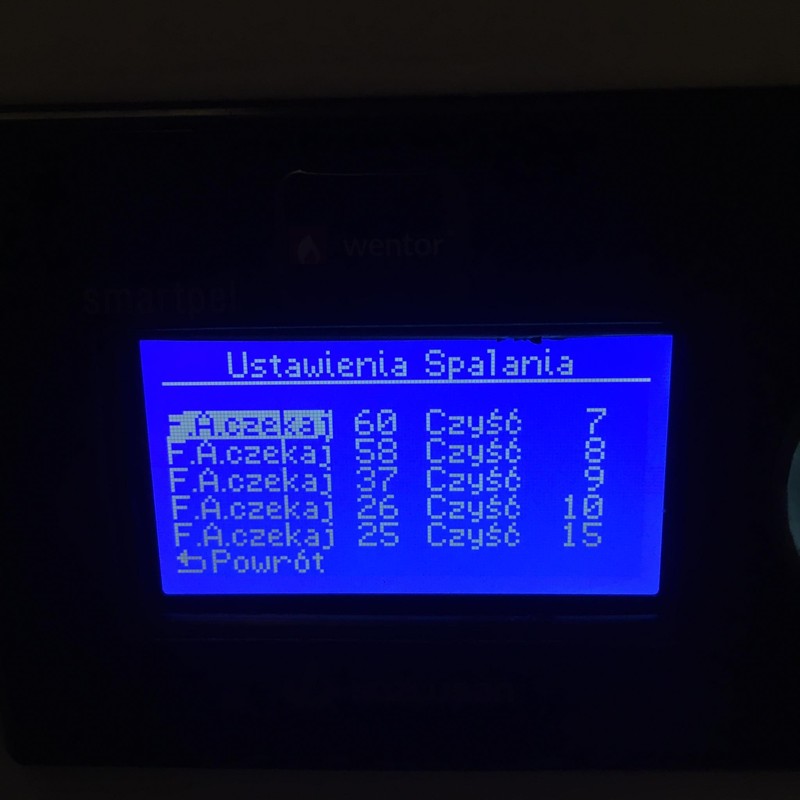 wentor
smartpel
Ustawienia Spalania
F.A.czekaj 60 Czyść 7
F.A.czekaj 58 Czyść 8
F.A.czekaj 37 Czyść 9
F.A.czekaj 26 Czyść 10
F.A.czekaj 25 Czyść 15
Powrót